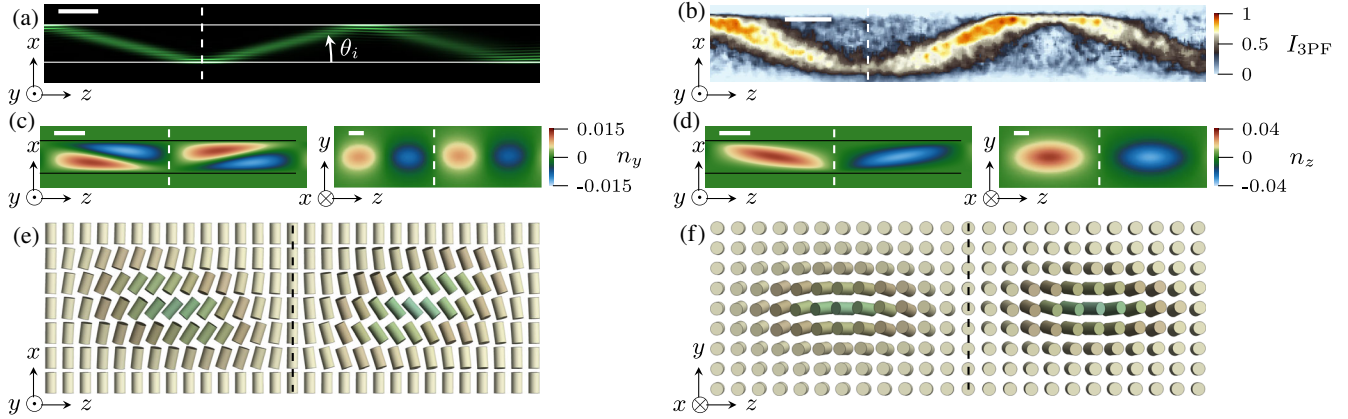 (a)
x
θi
y z
(b)
x
y z
1
0.5
0
I3PF
(c)
x
y z
y
x z
0.015
0
-0.015
ny
(d)
x
y z
y
x z
0.04
0
-0.04
nz
(e)
x
y z
(f)
y
x z